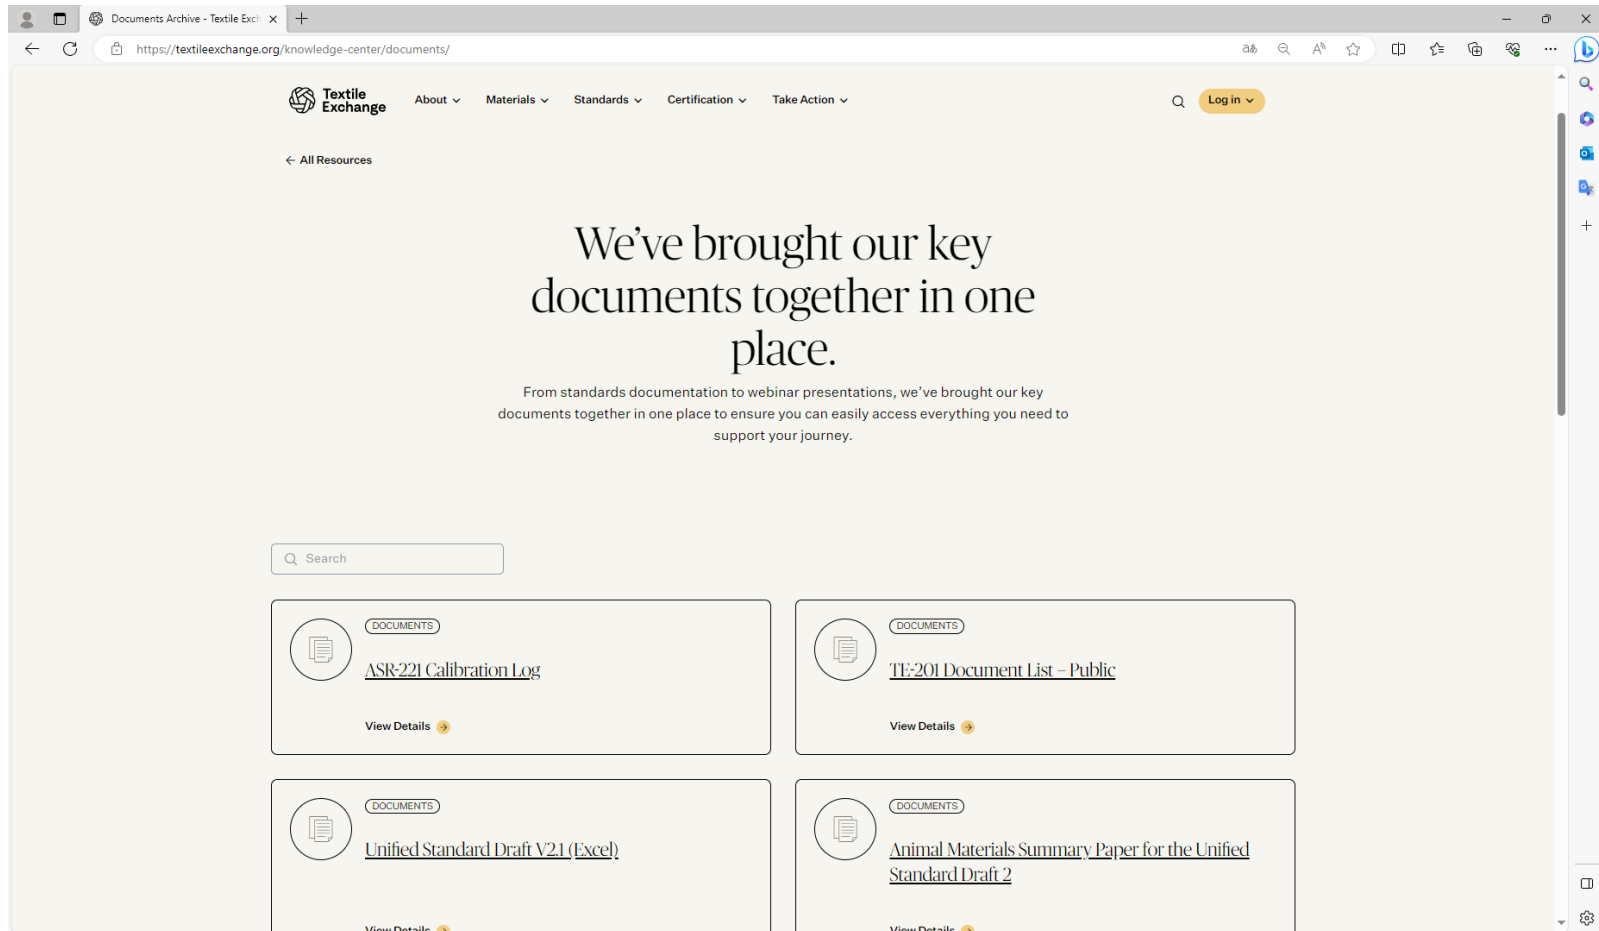 Documents Archive - Textile Exch
https://textileexchange.org/knowledge-center/documents/
Textile Exchange
About
Materials
Standards
Certification
Take Action
Log in
All Resources
We've brought our key
documents together in one
place.
From standards documentation to webinar presentations, we've brought our key
documents together in one place to ensure you can easily access everything you need to
support your journey.
Search
DOCUMENTS
ASR-221 Calibration Log
View Details
DOCUMENTS
TE-201 Document List – Public
View Details
DOCUMENTS
Unified Standard Draft V2.1 (Excel)
View Details
DOCUMENTS
Animal Materials Summary Paper for the Unified
Standard Draft 2
View Details